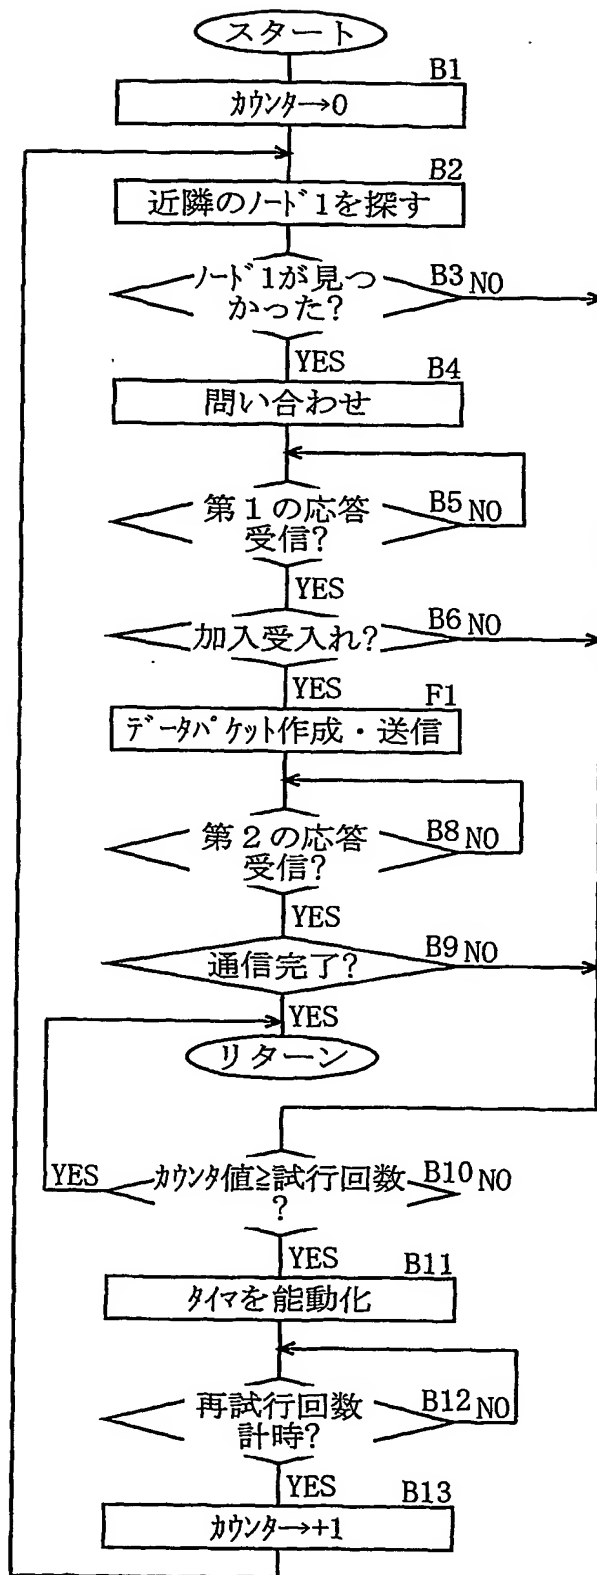 スタート
B1
カウンター→0
B2
近隣のノード1を探す
ノード1が見つ
かった?
B3 NO
YES
B4
問い合わせ
第1の応答
受信?
B5 NO
YES
加入受入れ?
B6 NO
YES
F1
データパケット作成・送信
第2の応答
受信?
B8 NO
YES
通信完了?
B9 NO
YES
リターン
YES
カウンタ値≧試行回数
?
B10 NO
YES
B11
タイマを能動化
再試行回数
計時?
B12 NO
YES
B13
カウンター→+1